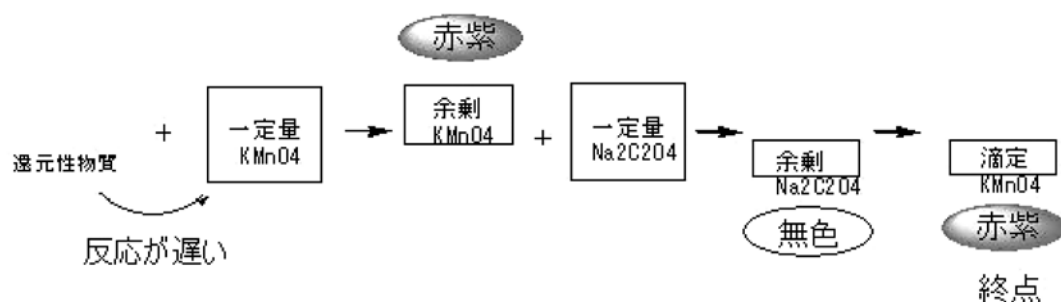 赤紫
還元性物質
+
一定量
KMnO4
余剰
KMnO4
+
一定量
Na2C2O4
余剰
Na2C2O4
滴定
KMnO4
反応が遅い
無色
赤紫
終点